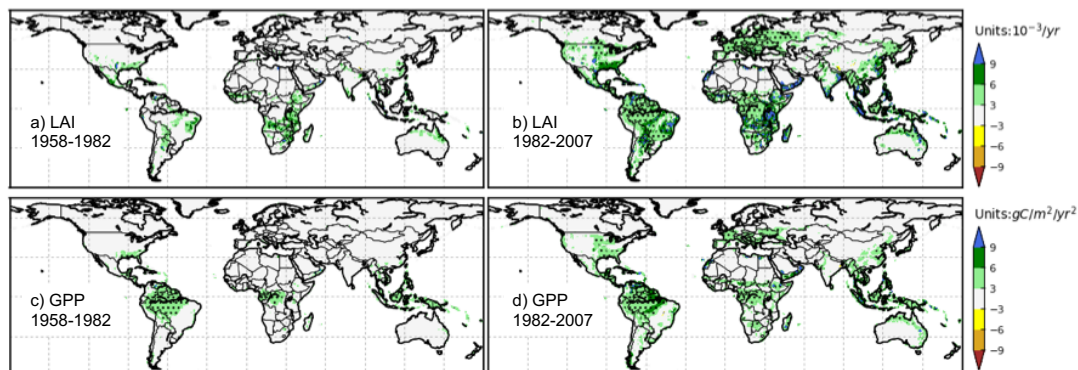 Units:10⁻³/yr
9
6
3
−3
−6
−9
a) LAI
1958-1982
b) LAI
1982-2007
Units:gC/m²/yr²
9
6
3
−3
−6
−9
c) GPP
1958-1982
d) GPP
1982-2007